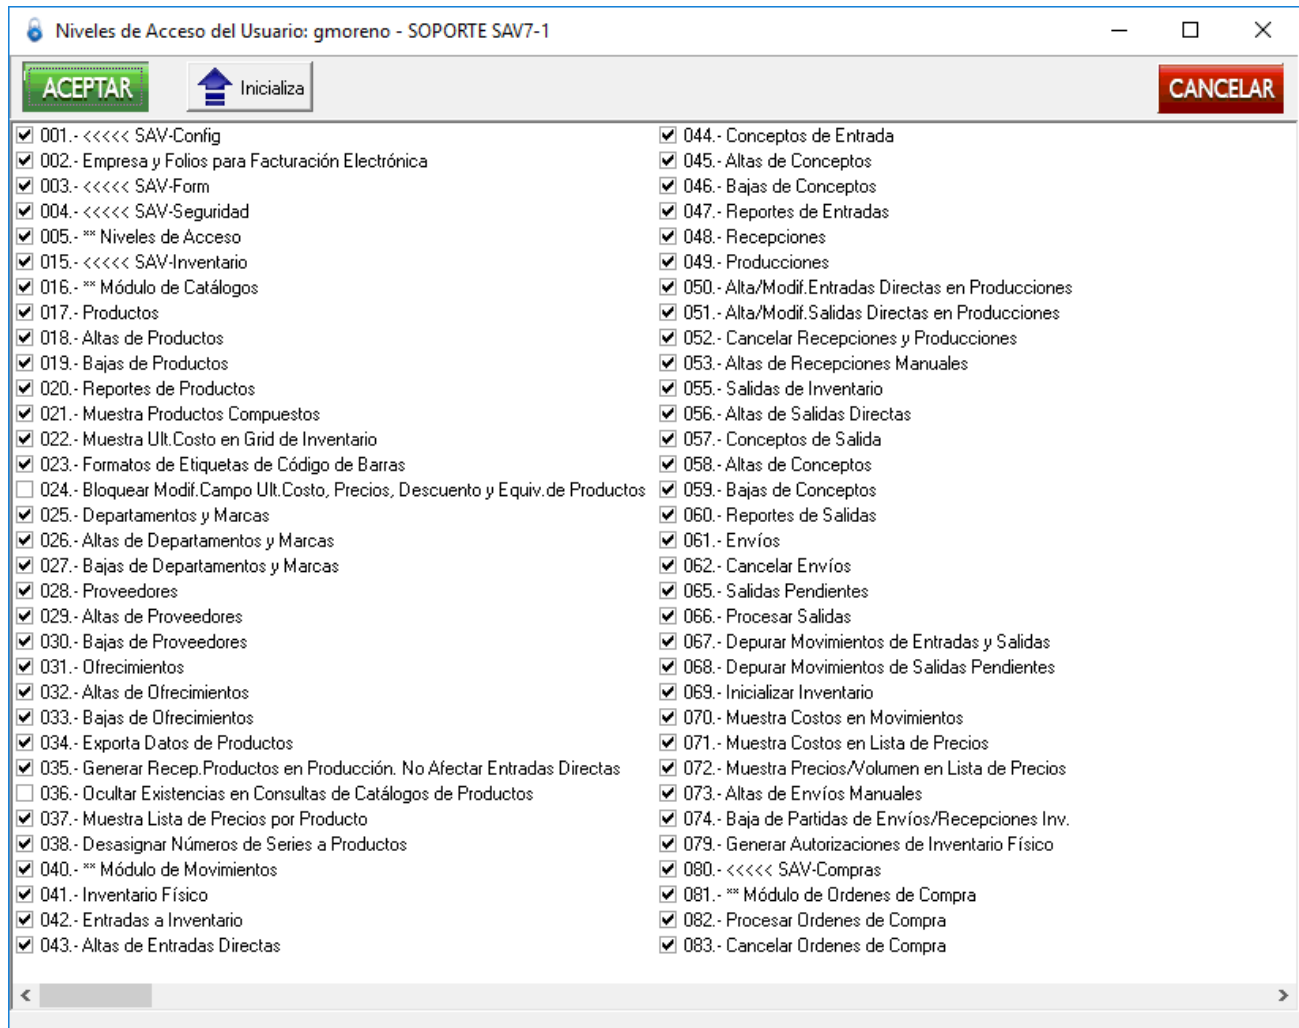 Niveles de Acceso del Usuario: gmoreno - SOPORTE SAV7-1
ACEPTAR
Inicializa
CANCELAR
001.- <<<<< SAV-Config
002.- Empresa y Folios para Facturación Electrónica
003.- <<<<< SAV-Form
004.- <<<<< SAV-Seguridad
005.- ** Niveles de Acceso
015.- <<<<< SAV-Inventario
016.- ** Módulo de Catálogos
017.- Productos
018.- Altas de Productos
019.- Bajas de Productos
020.- Reportes de Productos
021.- Muestra Productos Compuestos
022.- Muestra Ult.Costo en Grid de Inventario
023.- Formatos de Etiquetas de Código de Barras
024.- Bloquear Modif.Campo Ult.Costo, Precios, Descuento y Equiv.de Productos
025.- Departamentos y Marcas
026.- Altas de Departamentos y Marcas
027.- Bajas de Departamentos y Marcas
028.- Proveedores
029.- Altas de Proveedores
030.- Bajas de Proveedores
031.- Ofrecimientos
032.- Altas de Ofrecimientos
033.- Bajas de Ofrecimientos
034.- Exporta Datos de Productos
035.- Generar Recep.Productos en Producción. No Afectar Entradas Directas
036.- Ocultar Existencias en Consultas de Catálogos de Productos
037.- Muestra Lista de Precios por Producto
038.- Desasignar Números de Series a Productos
040.- ** Módulo de Movimientos
041.- Inventario Físico
042.- Entradas a Inventario
043.- Altas de Entradas Directas
044.- Conceptos de Entrada
045.- Altas de Conceptos
046.- Bajas de Conceptos
047.- Reportes de Entradas
048.- Recepciones
049.- Producciones
050.- Alta/Modif.Entradas Directas en Producciones
051.- Alta/Modif.Salidas Directas en Producciones
052.- Cancelar Recepciones y Producciones
053.- Altas de Recepciones Manuales
055.- Salidas de Inventario
056.- Altas de Salidas Directas
057.- Conceptos de Salida
058.- Altas de Conceptos
059.- Bajas de Conceptos
060.- Reportes de Salidas
061.- Envíos
062.- Cancelar Envíos
065.- Salidas Pendientes
066.- Procesar Salidas
067.- Depurar Movimientos de Entradas y Salidas
068.- Depurar Movimientos de Salidas Pendientes
069.- Inicializar Inventario
070.- Muestra Costos en Movimientos
071.- Muestra Costos en Lista de Precios
072.- Muestra Precios/Volumen en Lista de Precios
073.- Altas de Envíos Manuales
074.- Baja de Partidas de Envíos/Recepciones Inv.
079.- Generar Autorizaciones de Inventario Físico
080.- <<<<< SAV-Compras
081.- ** Módulo de Ordenes de Compra
082.- Procesar Ordenes de Compra
083.- Cancelar Ordenes de Compra